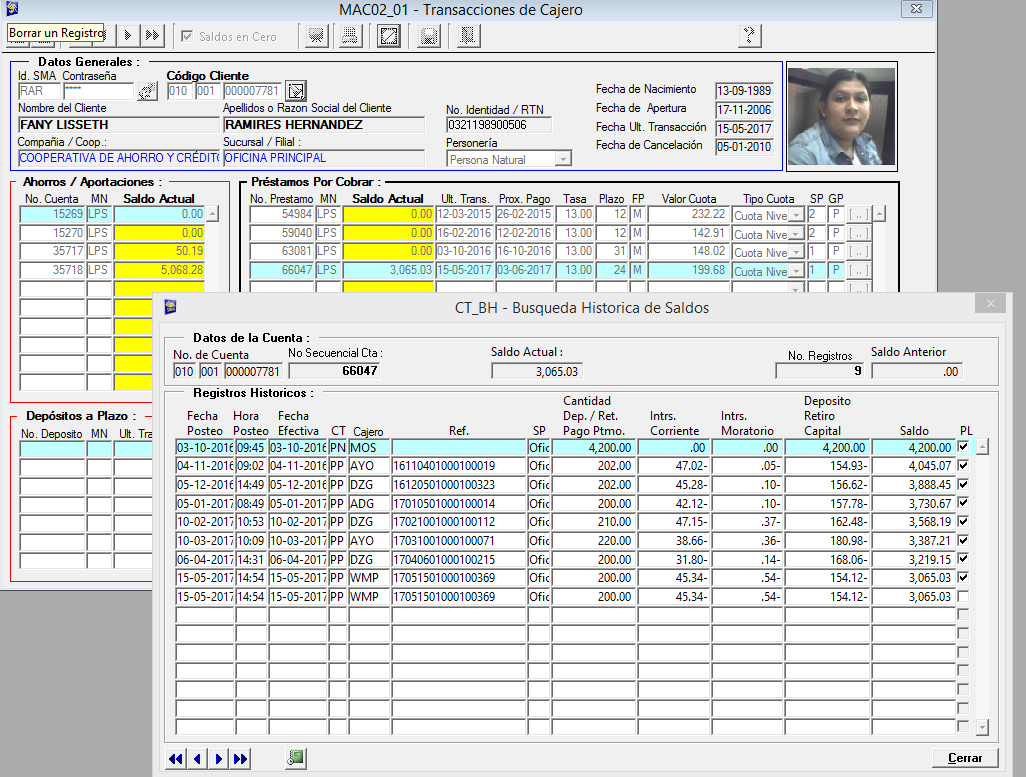 MAC02_01 - Transacciones de Cajero
Borrar un Registro
Saldos en Cero
Datos Generales :
Id. SMA Contraseña Código Cliente
RAR **** 010 001 000007781
Nombre del Cliente Apellidos o Razon Social del Cliente
FANY LISSETH RAMIRES HERNANDEZ
Compañia / Coop.: Sucursal / Filial :
COOPERATIVA DE AHORRO Y CRÉDIT OFICINA PRINCIPAL
No. Identidad / RTN
0321198900506
Personería
Persona Natural
Fecha de Nacimiento 13-09-1989
Fecha de Apertura 17-11-2006
Fecha Ult. Transacción 15-05-2017
Fecha de Cancelación 05-01-2010
Ahorros / Aportaciones :
No. Cuenta MN Saldo Actual
15269 LPS 0.00
15270 LPS 0.00
35717 LPS 50.19
35718 LPS 5,068.28
Préstamos Por Cobrar :
No. Prestamo MN Saldo Actual Ult. Trans. Prox. Pago Tasa Plazo FP Valor Cuota Tipo Cuota SP GP
54984 LPS 0.00 12-03-2015 26-02-2015 13.00 12 M 232.22 Cuota Nive 2 P [ .. ]
59040 LPS 0.00 16-02-2016 12-02-2016 13.00 12 M 142.91 Cuota Nive 2 P [ .. ]
63081 LPS 0.00 03-10-2016 16-10-2016 13.00 31 M 148.02 Cuota Nive 1 P [ .. ]
66047 LPS 3,065.03 15-05-2017 03-06-2017 13.00 24 M 199.68 Cuota Nive 1 P [ .. ]
Depósitos a Plazo :
No. Deposito MN Ult. Tra
CT_BH - Busqueda Historica de Saldos
Datos de la Cuenta :
No. de Cuenta No Secuencial Cta : Saldo Actual : No. Registros Saldo Anterior
010 001 000007781 66047 3,065.03 9 .00
Registros Historicos :
Fecha Posteo Hora Posteo Fecha Efectiva CT Cajero Ref. SP Cantidad Dep. / Ret. Pago Ptmo. Intrs. Corriente Intrs. Moratorio Deposito Retiro Capital Saldo PL
03-10-2016 09:45 03-10-2016 PN MOS Ofic 4,200.00 .00 .00 4,200.00 4,200.00
04-11-2016 09:02 04-11-2016 PP AYO 16110401000100019 Ofic 202.00 47.02- .05- 154.93- 4,045.07
05-12-2016 14:49 05-12-2016 PP DZG 16120501000100323 Ofic 202.00 45.28- .10- 156.62- 3,888.45
05-01-2017 08:49 05-01-2017 PP ADG 17010501000100014 Ofic 200.00 42.12- .10- 157.78- 3,730.67
10-02-2017 10:53 10-02-2017 PP DZG 17021001000100112 Ofic 210.00 47.15- .37- 162.48- 3,568.19
10-03-2017 10:09 10-03-2017 PP AYO 17031001000100071 Ofic 220.00 38.66- .36- 180.98- 3,387.21
06-04-2017 14:31 06-04-2017 PP DZG 17040601000100215 Ofic 200.00 31.80- .14- 168.06- 3,219.15
15-05-2017 14:54 15-05-2017 PP WMP 17051501000100369 Ofic 200.00 45.34- .54- 154.12- 3,065.03
15-05-2017 14:54 15-05-2017 PP WMP 17051501000100369 Ofic 200.00 45.34- .54- 154.12- 3,065.03
Cerrar